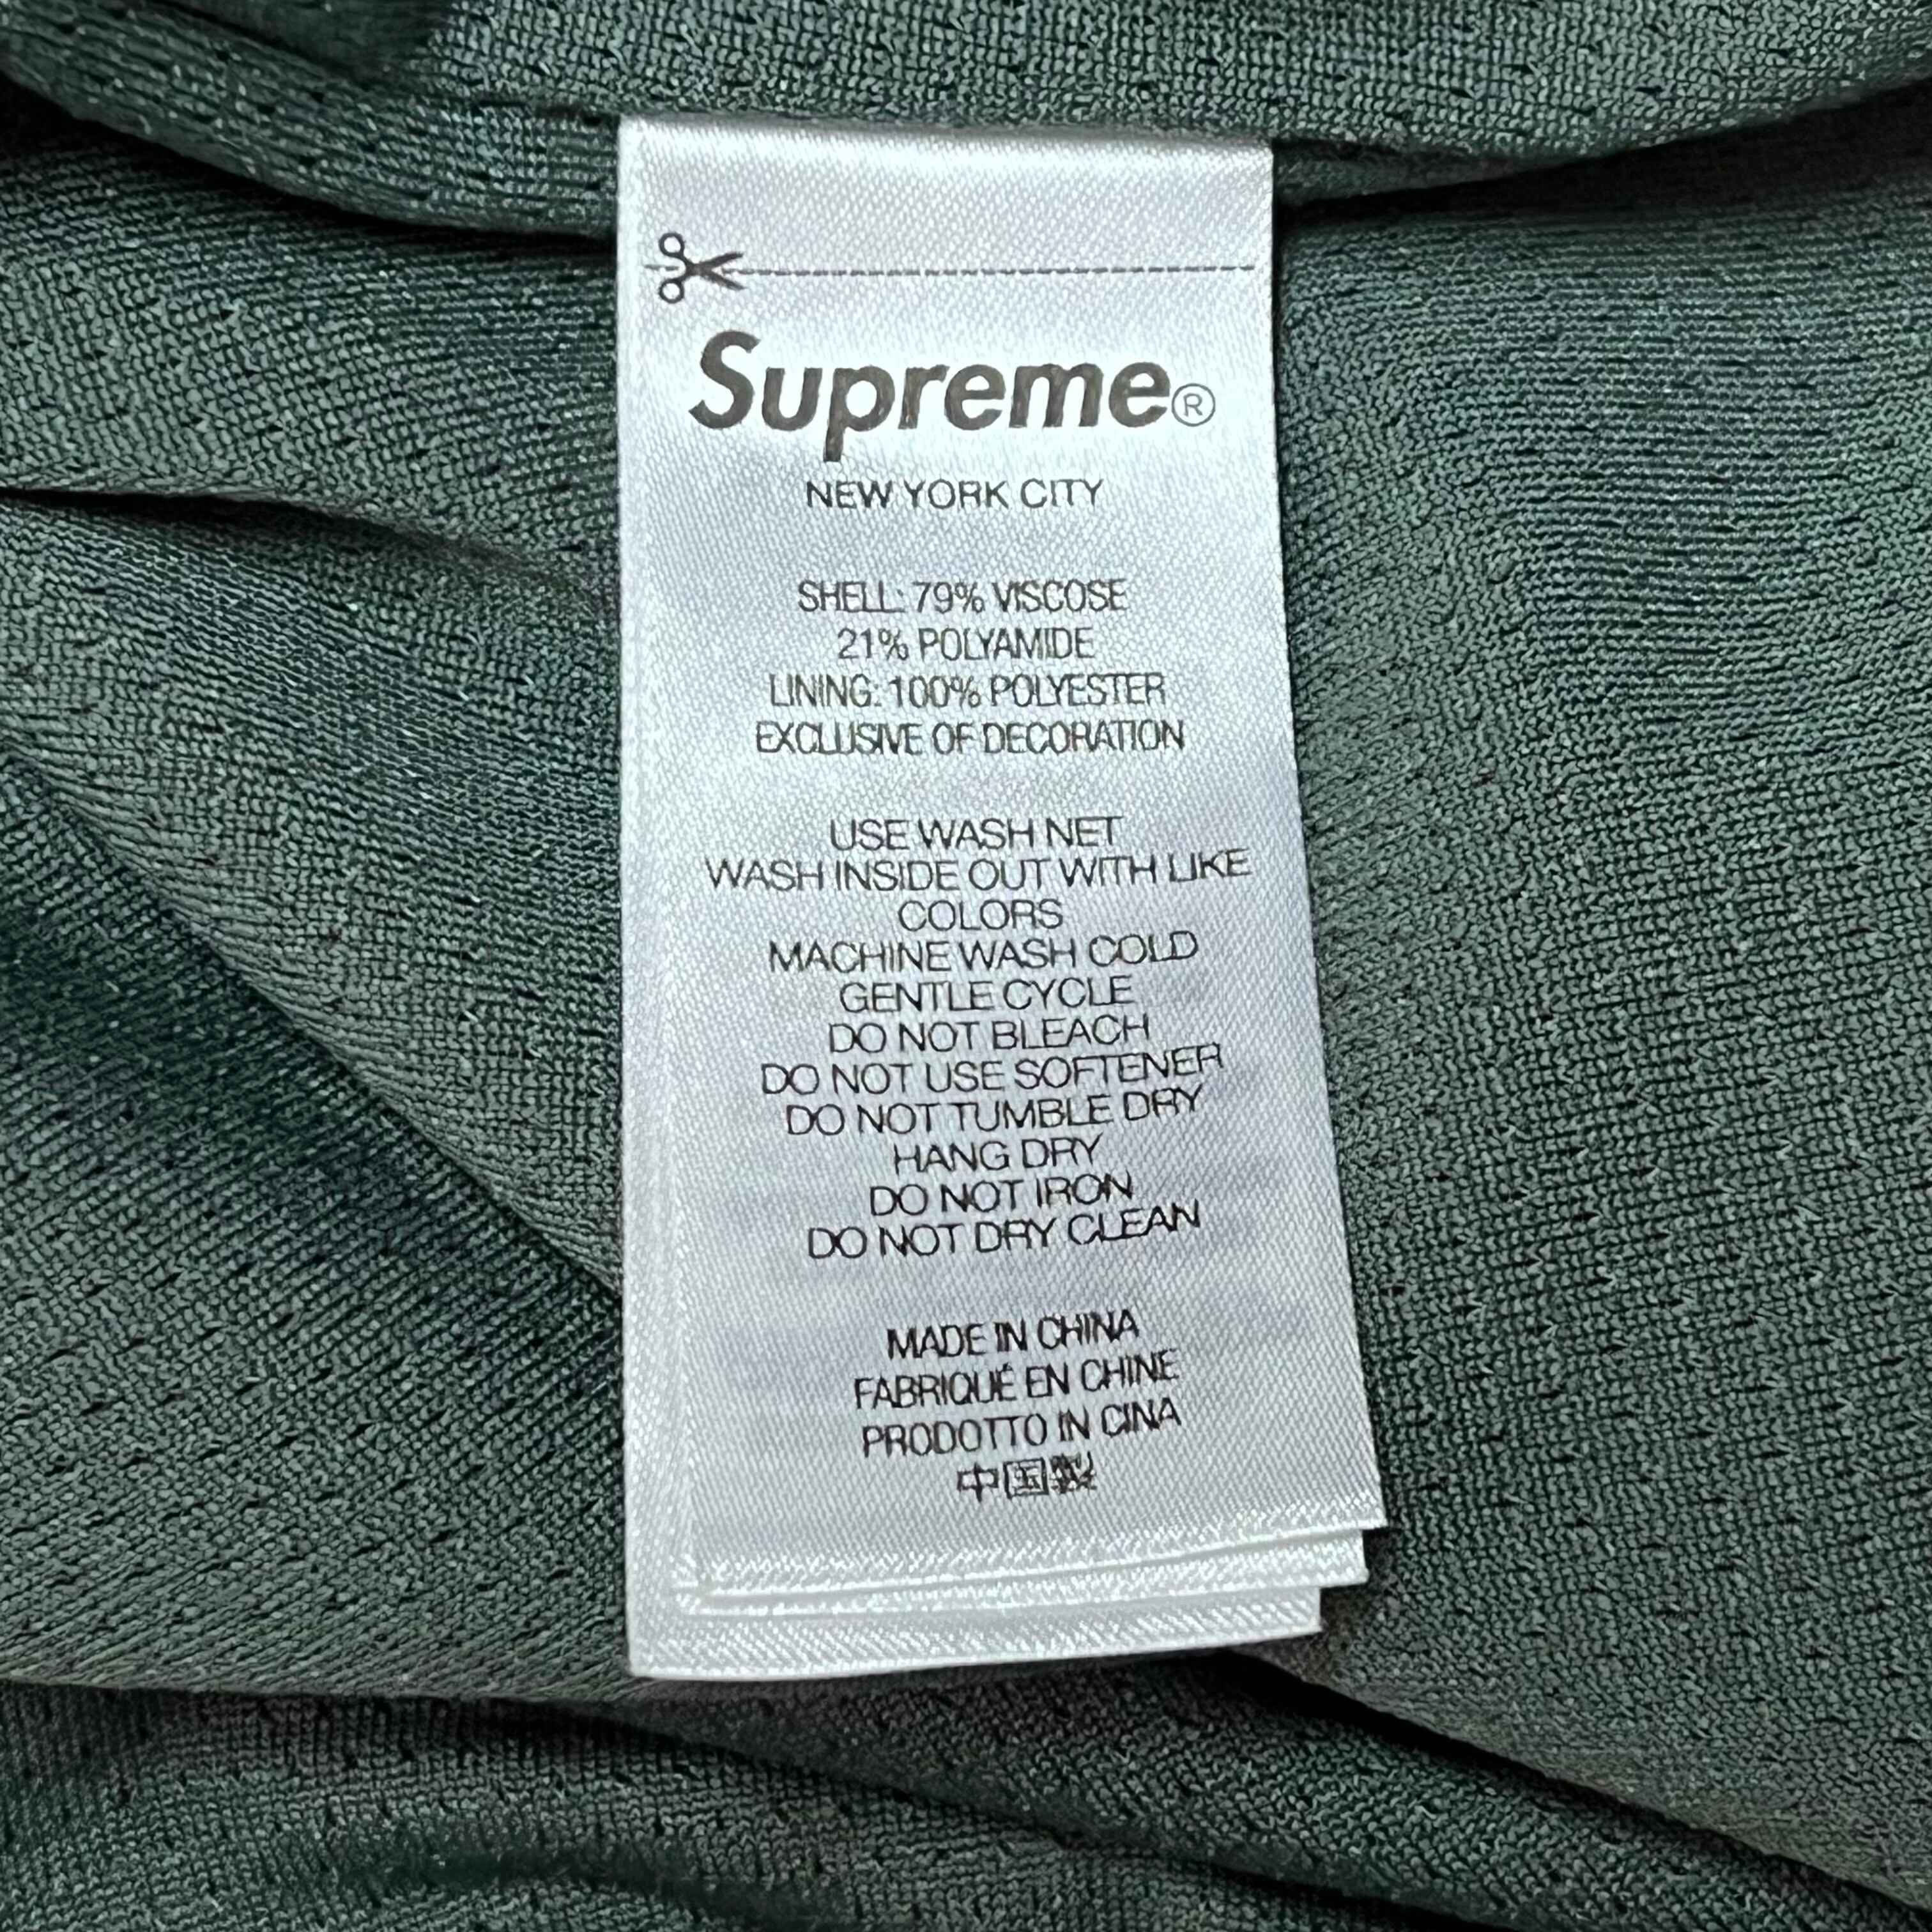 Supreme®
NEW YORK CITY
SHELL: 79% VISCOSE
21% POLYAMIDE
LINING: 100% POLYESTER
EXCLUSIVE OF DECORATION
USE WASH NET
WASH INSIDE OUT WITH LIKE
COLORS
MACHINE WASH COLD
GENTLE CYCLE
DO NOT BLEACH
DO NOT USE SOFTENER
DO NOT TUMBLE DRY
HANG DRY
DO NOT IRON
DO NOT DRY CLEAN
MADE IN CHINA
FABRIQUÉ EN CHINE
PRODOTTO IN CINA
中国製